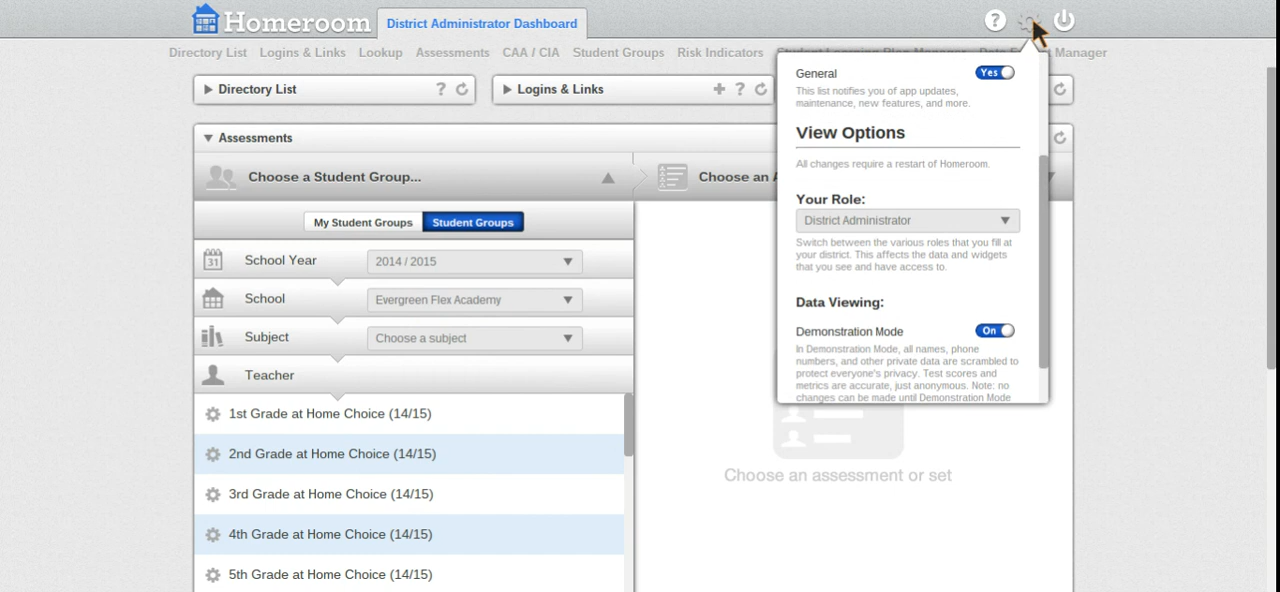 Homeroom
District Administrator Dashboard
?
Directory List Logins & Links Lookup Assessments CAA / CIA Student Groups Risk Indicators Student Learning Plan Manager Data Manager
Directory List ?
Logins & Links + ?
Assessments
Choose a Student Group...
Choose an
My Student Groups Student Groups
31 School Year 2014 / 2015
School Evergreen Flex Academy
Subject Choose a subject
Teacher
1st Grade at Home Choice (14/15)
2nd Grade at Home Choice (14/15)
3rd Grade at Home Choice (14/15)
4th Grade at Home Choice (14/15)
5th Grade at Home Choice (14/15)
General Yes
This list notifies you of app updates,
maintenance, new features, and more.
View Options
All changes require a restart of Homeroom.
Your Role:
District Administrator
Switch between the various roles that you fill at
your district. This affects the data and widgets
that you see and have access to.
Data Viewing:
Demonstration Mode On
In Demonstration Mode, all names, phone
numbers, and other private data are scrambled to
protect everyone's privacy. Test scores and
metrics are accurate, just anonymous. Note: no
changes can be made until Demonstration Mode
Choose an assessment or set